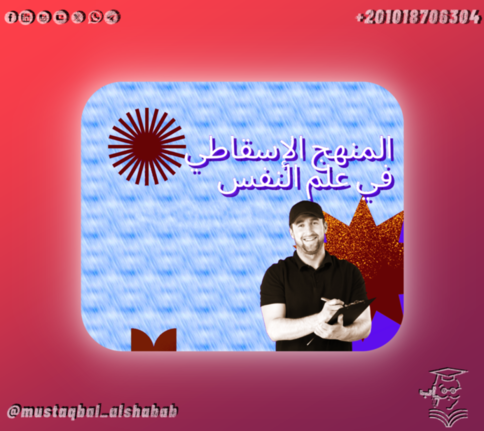 +201018706304
المنهج الإسقاطي
في علم النفس
@mustaqbal_alshabab